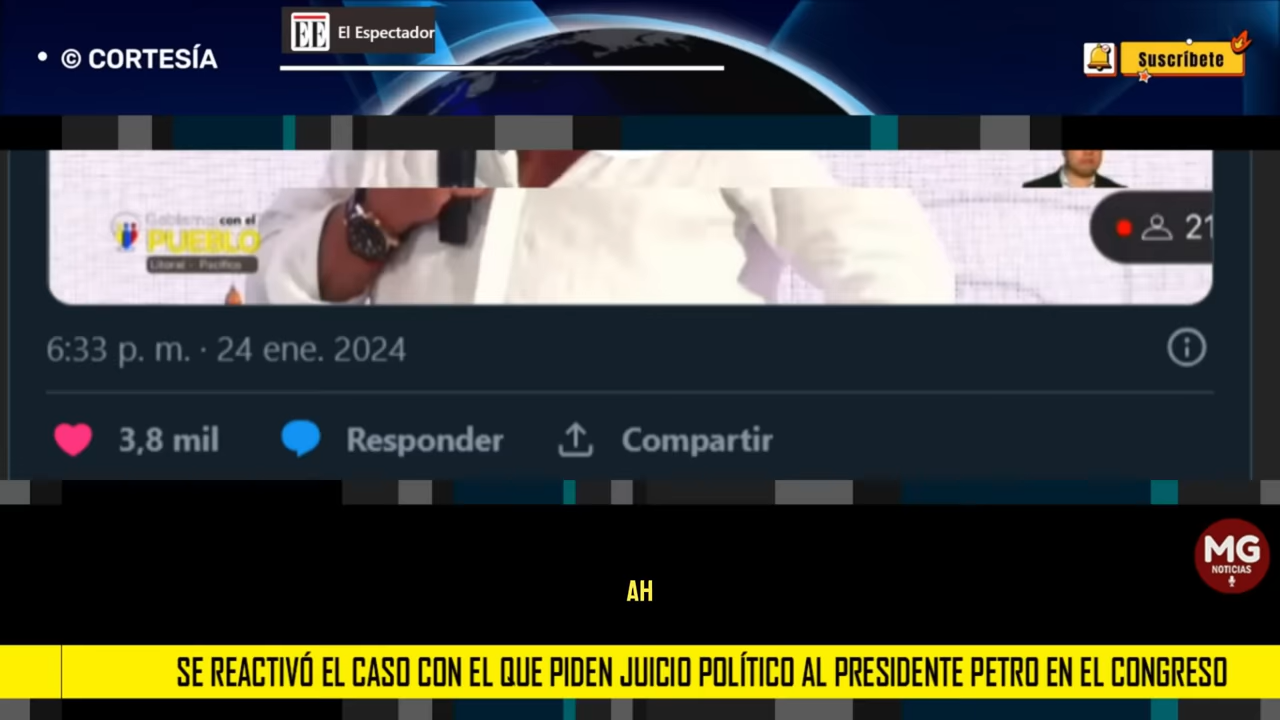 EE El Espectador
• © CORTESÍA
Suscríbete
Gobierno con el
PUEBLO
Litoral - Pacífico
21
6:33 p. m. · 24 ene. 2024
3,8 mil Responder Compartir
MG
NOTICIAS
AH
SE REACTIVÓ EL CASO CON EL QUE PIDEN JUICIO POLÍTICO AL PRESIDENTE PETRO EN EL CONGRESO